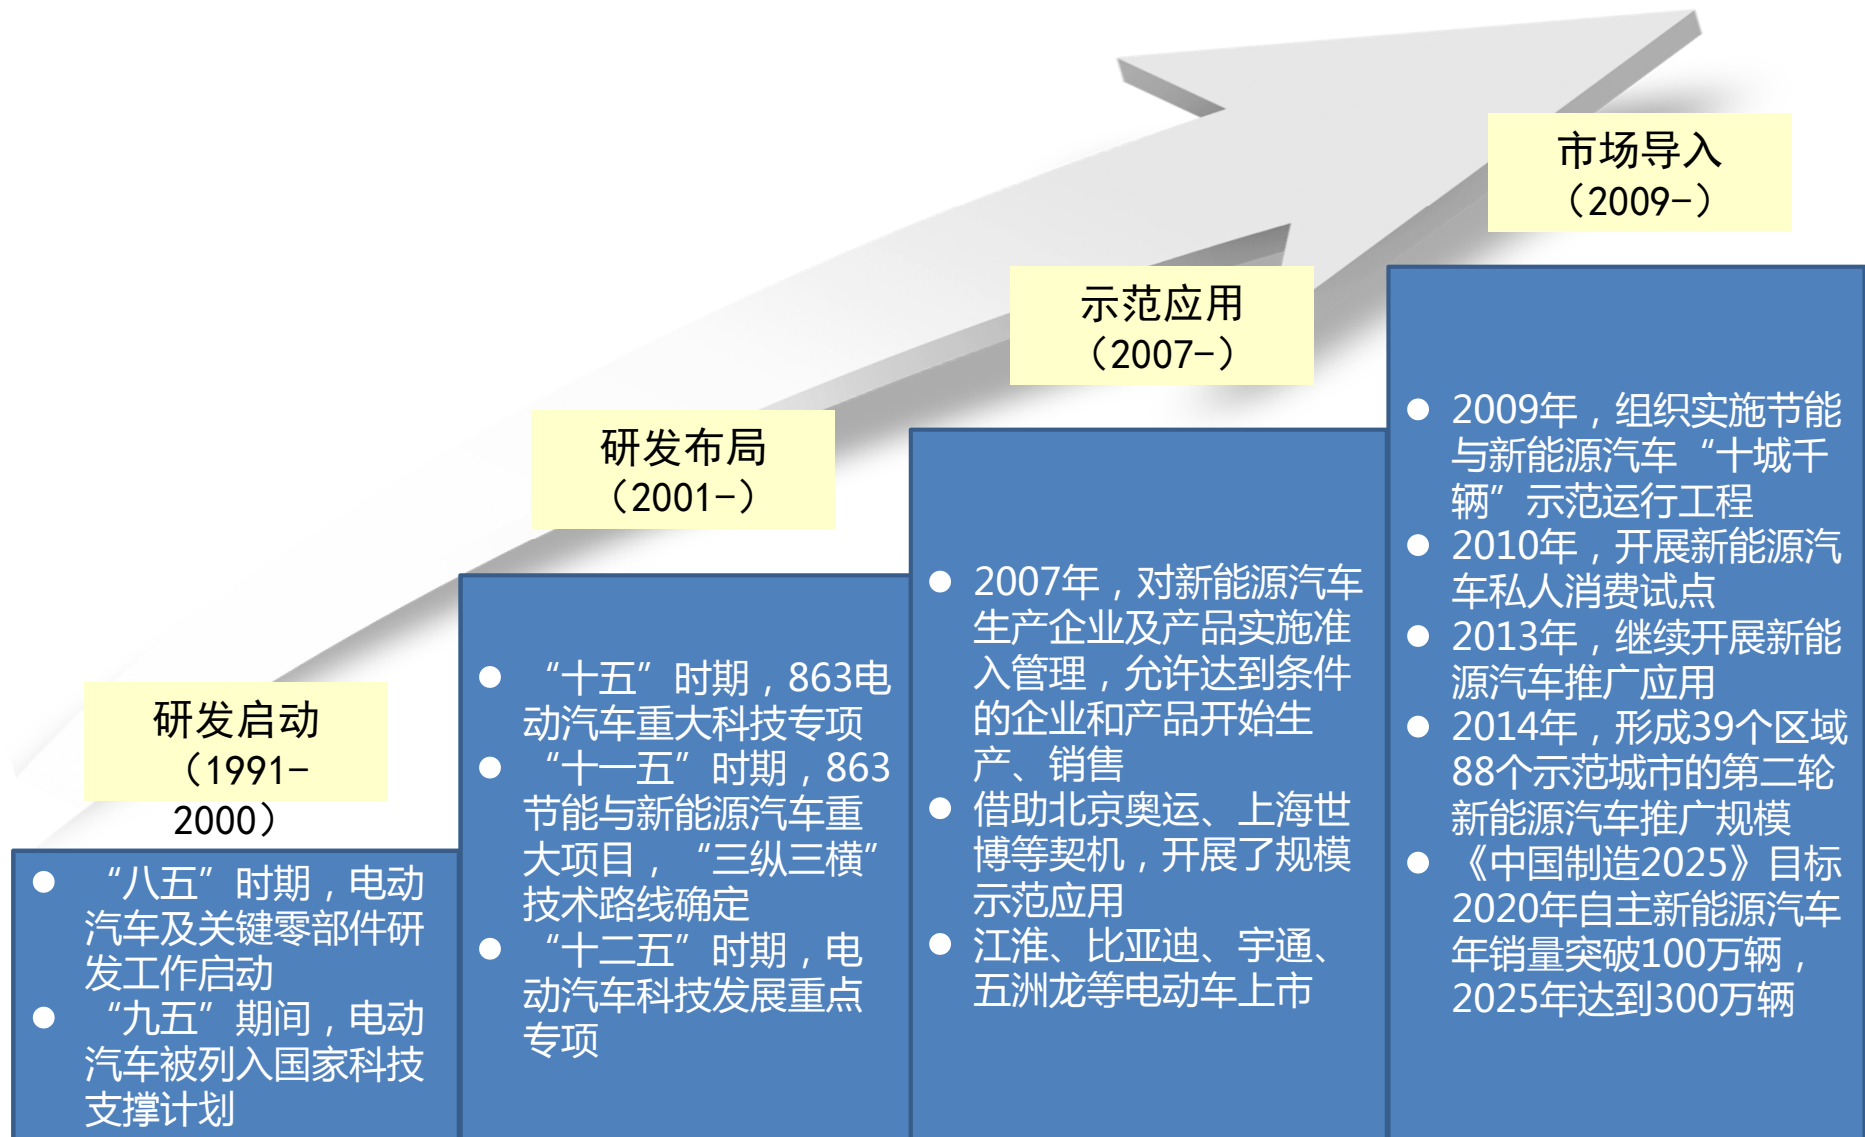 研发启动
（1991-
2000）
● “八五”时期，电动
汽车及关键零部件研
发工作启动
● “九五”期间，电动
汽车被列入国家科技
支撑计划
研发布局
（2001-）
● “十五”时期，863电
动汽车重大科技专项
● “十一五”时期，863
节能与新能源汽车重
大项目，“三纵三横”
技术路线确定
● “十二五”时期，电
动汽车科技发展重点
专项
示范应用
（2007-）
● 2007年，对新能源汽车
生产企业及产品实施准
入管理，允许达到条件
的企业和产品开始生
产、销售
● 借助北京奥运、上海世
博等契机，开展了规模
示范应用
● 江淮、比亚迪、宇通、
五洲龙等电动车上市
市场导入
（2009-）
● 2009年，组织实施节能
与新能源汽车“十城千
辆”示范运行工程
● 2010年，开展新能源汽
车私人消费试点
● 2013年，继续开展新能
源汽车推广应用
● 2014年，形成39个区域
88个示范城市的第二轮
新能源汽车推广规模
● 《中国制造2025》目标
2020年自主新能源汽车
年销量突破100万辆，
2025年达到300万辆